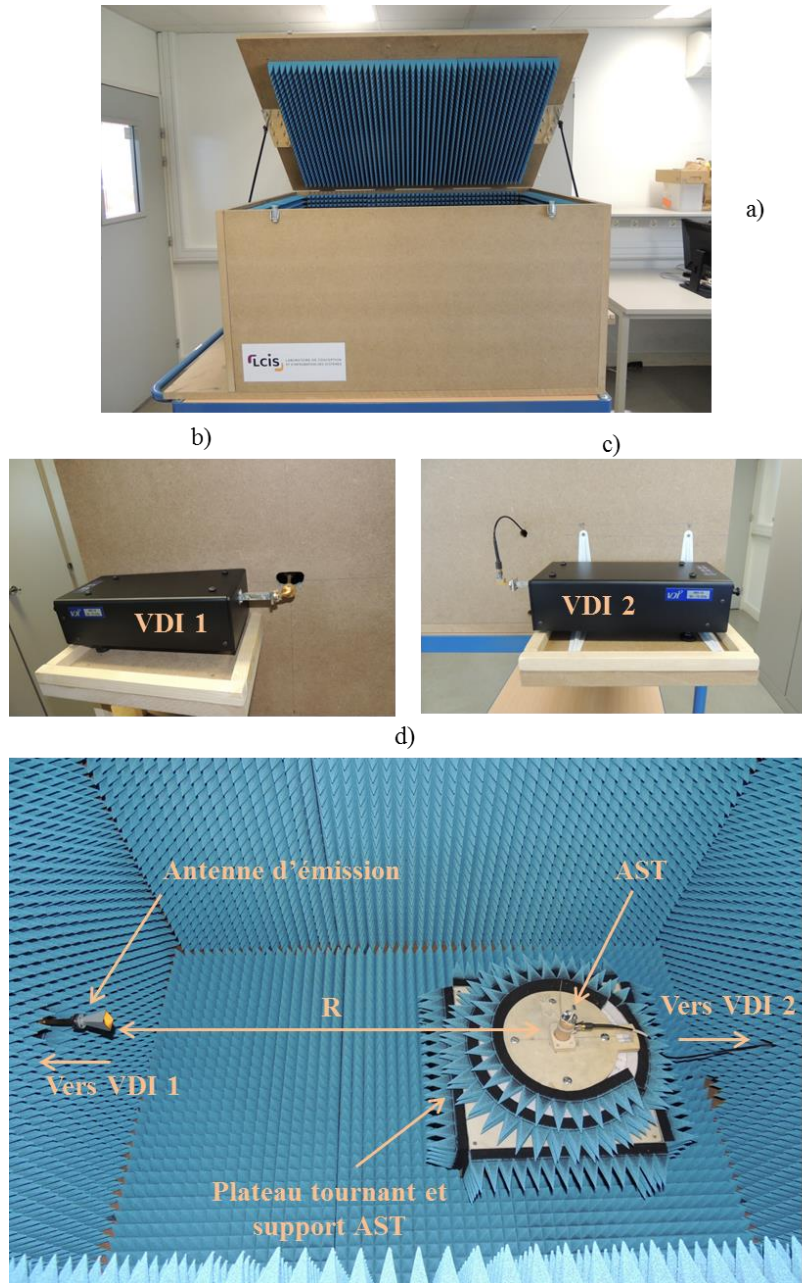 a)
LCIS
LABORATOIRE DE CONCEPTION
ET D'INTEGRATION DES SYSTEMES
b)
c)
VDI 1
VDI 2
d)
Antenne d'émission
AST
R
Vers VDI 2
Vers VDI 1
Plateau tournant et
support AST